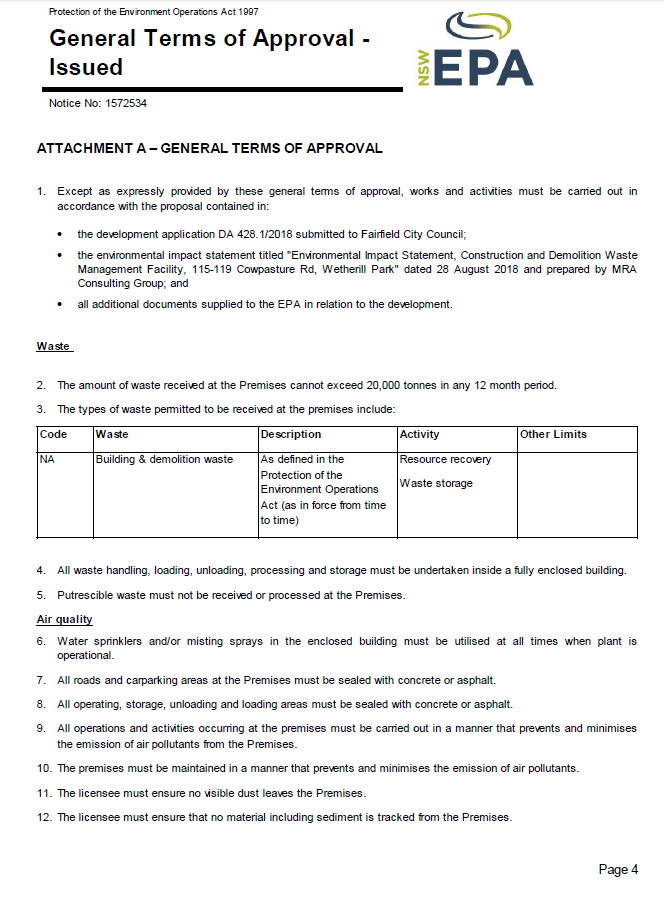 Protection of the Environment Operations Act 1997
General Terms of Approval -
Issued
NSW EPA
Notice No: 1572534
ATTACHMENT A – GENERAL TERMS OF APPROVAL
1. Except as expressly provided by these general terms of approval, works and activities must be carried out in
accordance with the proposal contained in:
• the development application DA 428.1/2018 submitted to Fairfield City Council;
• the environmental impact statement titled "Environmental Impact Statement, Construction and Demolition Waste
Management Facility, 115-119 Cowpasture Rd, Wetherill Park" dated 28 August 2018 and prepared by MRA
Consulting Group; and
• all additional documents supplied to the EPA in relation to the development.
Waste
2. The amount of waste received at the Premises cannot exceed 20,000 tonnes in any 12 month period.
3. The types of waste permitted to be received at the premises include:
Code Waste Description Activity Other Limits
NA Building & demolition waste As defined in the Resource recovery
Protection of the
Environment Operations Waste storage
Act (as in force from time
to time)
4. All waste handling, loading, unloading, processing and storage must be undertaken inside a fully enclosed building.
5. Putrescible waste must not be received or processed at the Premises.
Air quality
6. Water sprinklers and/or misting sprays in the enclosed building must be utilised at all times when plant is
operational.
7. All roads and carparking areas at the Premises must be sealed with concrete or asphalt.
8. All operating, storage, unloading and loading areas must be sealed with concrete or asphalt.
9. All operations and activities occurring at the premises must be carried out in a manner that prevents and minimises
the emission of air pollutants from the Premises.
10. The premises must be maintained in a manner that prevents and minimises the emission of air pollutants.
11. The licensee must ensure no visible dust leaves the Premises.
12. The licensee must ensure that no material including sediment is tracked from the Premises.
Page 4